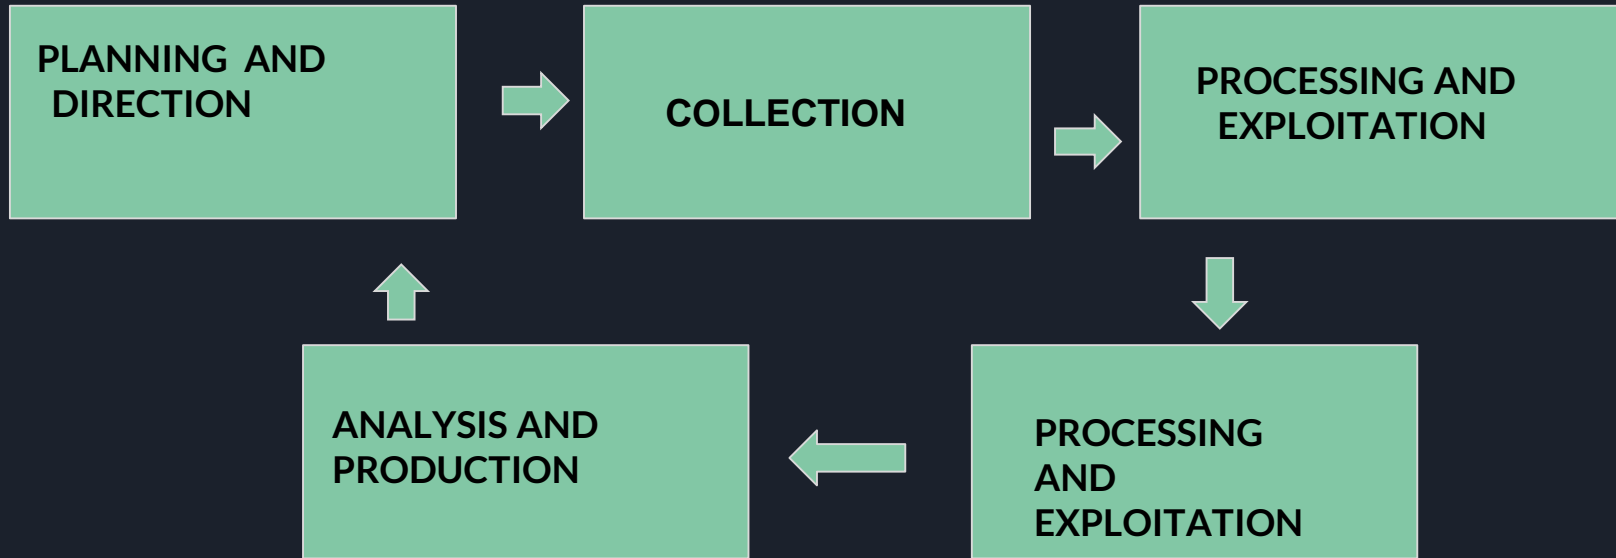 PLANNING AND
DIRECTION
COLLECTION
PROCESSING AND
EXPLOITATION
ANALYSIS AND
PRODUCTION
PROCESSING
AND
EXPLOITATION